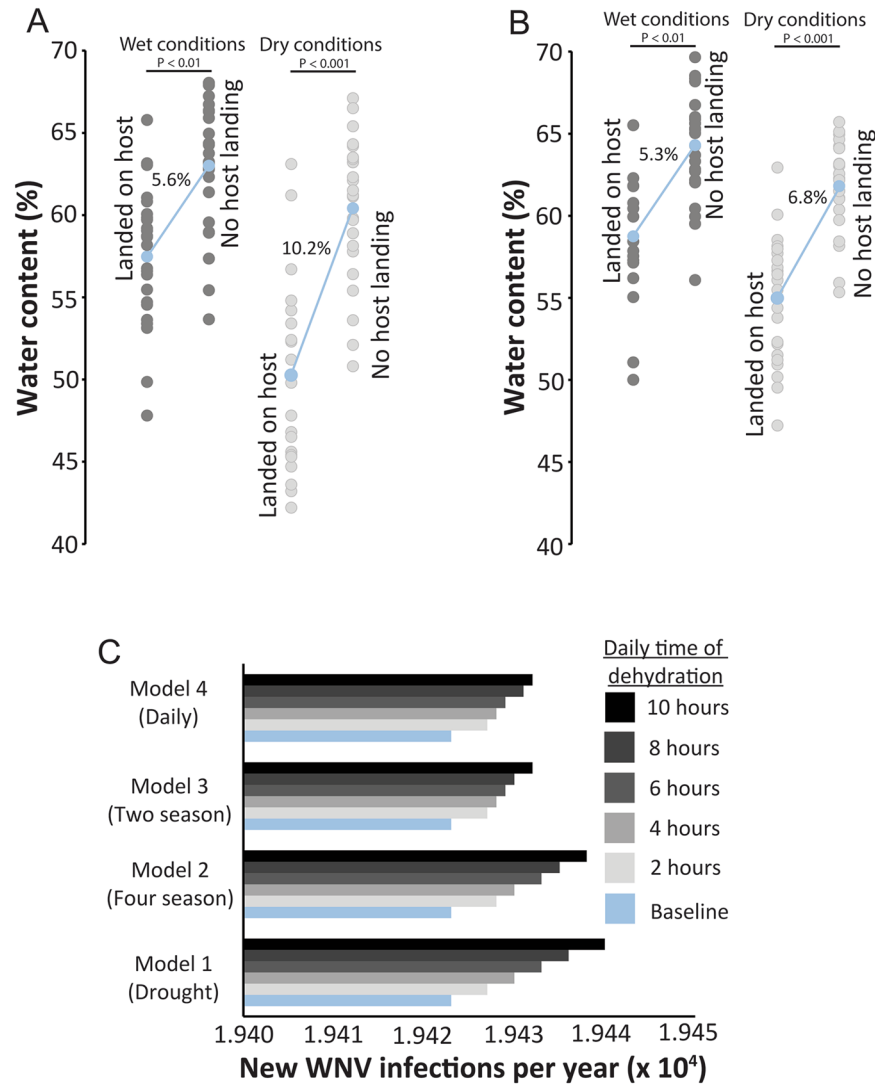 A
Wet conditions
P < 0.01
Dry conditions
P < 0.001
Water content (%)
70
65
60
55
50
45
40
Landed on host
5.6%
No host landing
Landed on host
10.2%
No host landing
B
Wet conditions
P < 0.01
Dry conditions
P < 0.001
Water content (%)
70
65
60
55
50
45
40
Landed on host
5.3%
No host landing
Landed on host
6.8%
No host landing
C
Model 4
(Daily)
Model 3
(Two season)
Model 2
(Four season)
Model 1
(Drought)
Daily time of
dehydration
10 hours
8 hours
6 hours
4 hours
2 hours
Baseline
1.940 1.941 1.942 1.943 1.944 1.945
New WNV infections per year (x 10⁴)